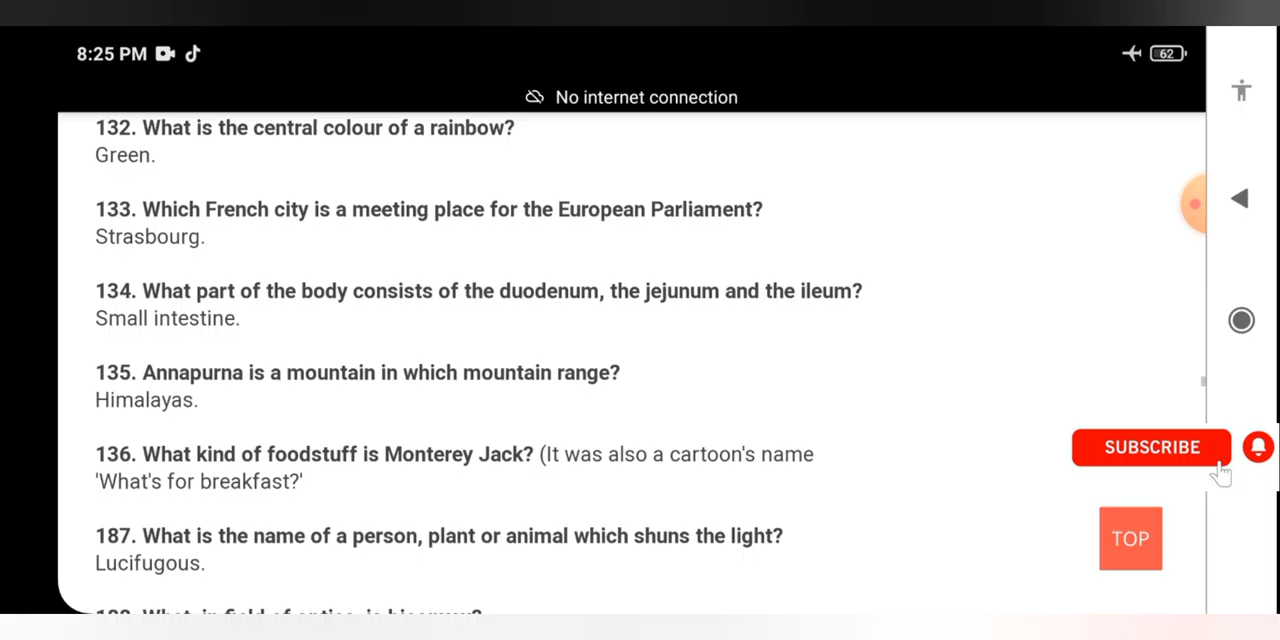 8:25 PM
62
No internet connection
132. What is the central colour of a rainbow?
Green.
133. Which French city is a meeting place for the European Parliament?
Strasbourg.
134. What part of the body consists of the duodenum, the jejunum and the ileum?
Small intestine.
135. Annapurna is a mountain in which mountain range?
Himalayas.
136. What kind of foodstuff is Monterey Jack? (It was also a cartoon's name
SUBSCRIBE
'What's for breakfast?'
187. What is the name of a person, plant or animal which shuns the light?
TOP
Lucifugous.